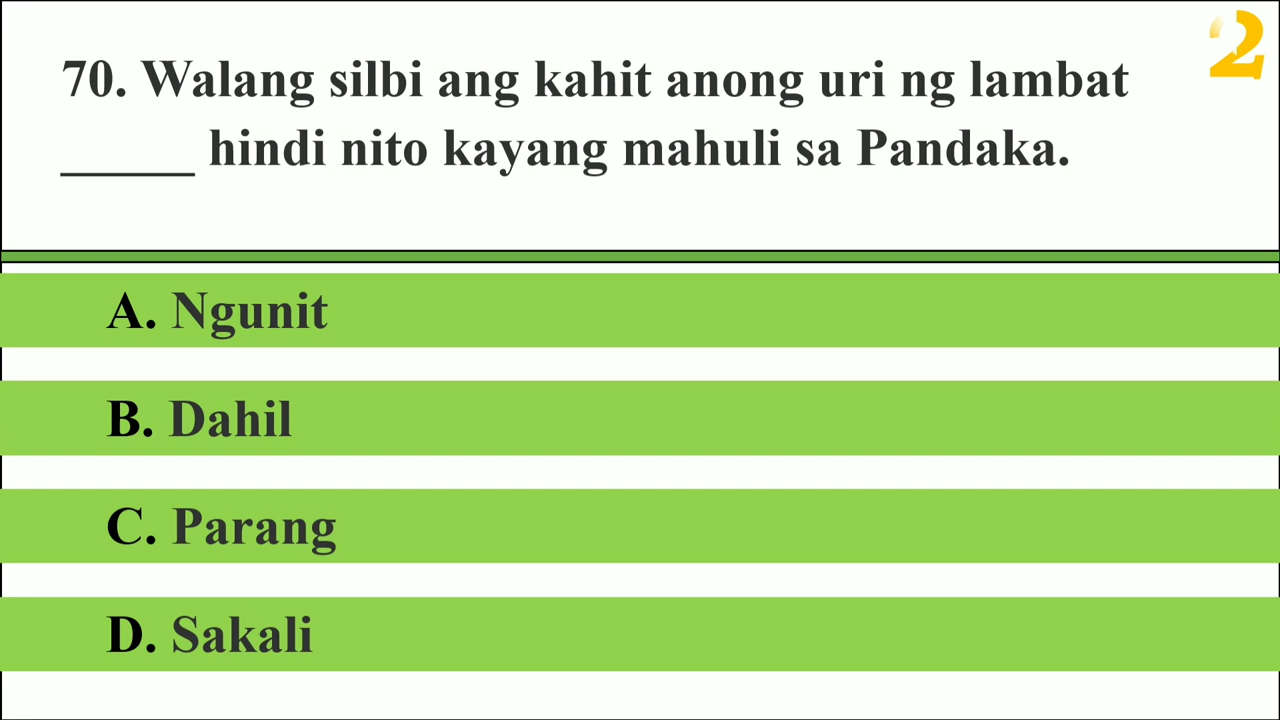 2
70. Walang silbi ang kahit anong uri ng lambat
______ hindi nito kayang mahuli sa Pandaka.
A. Ngunit
B. Dahil
C. Parang
D. Sakali